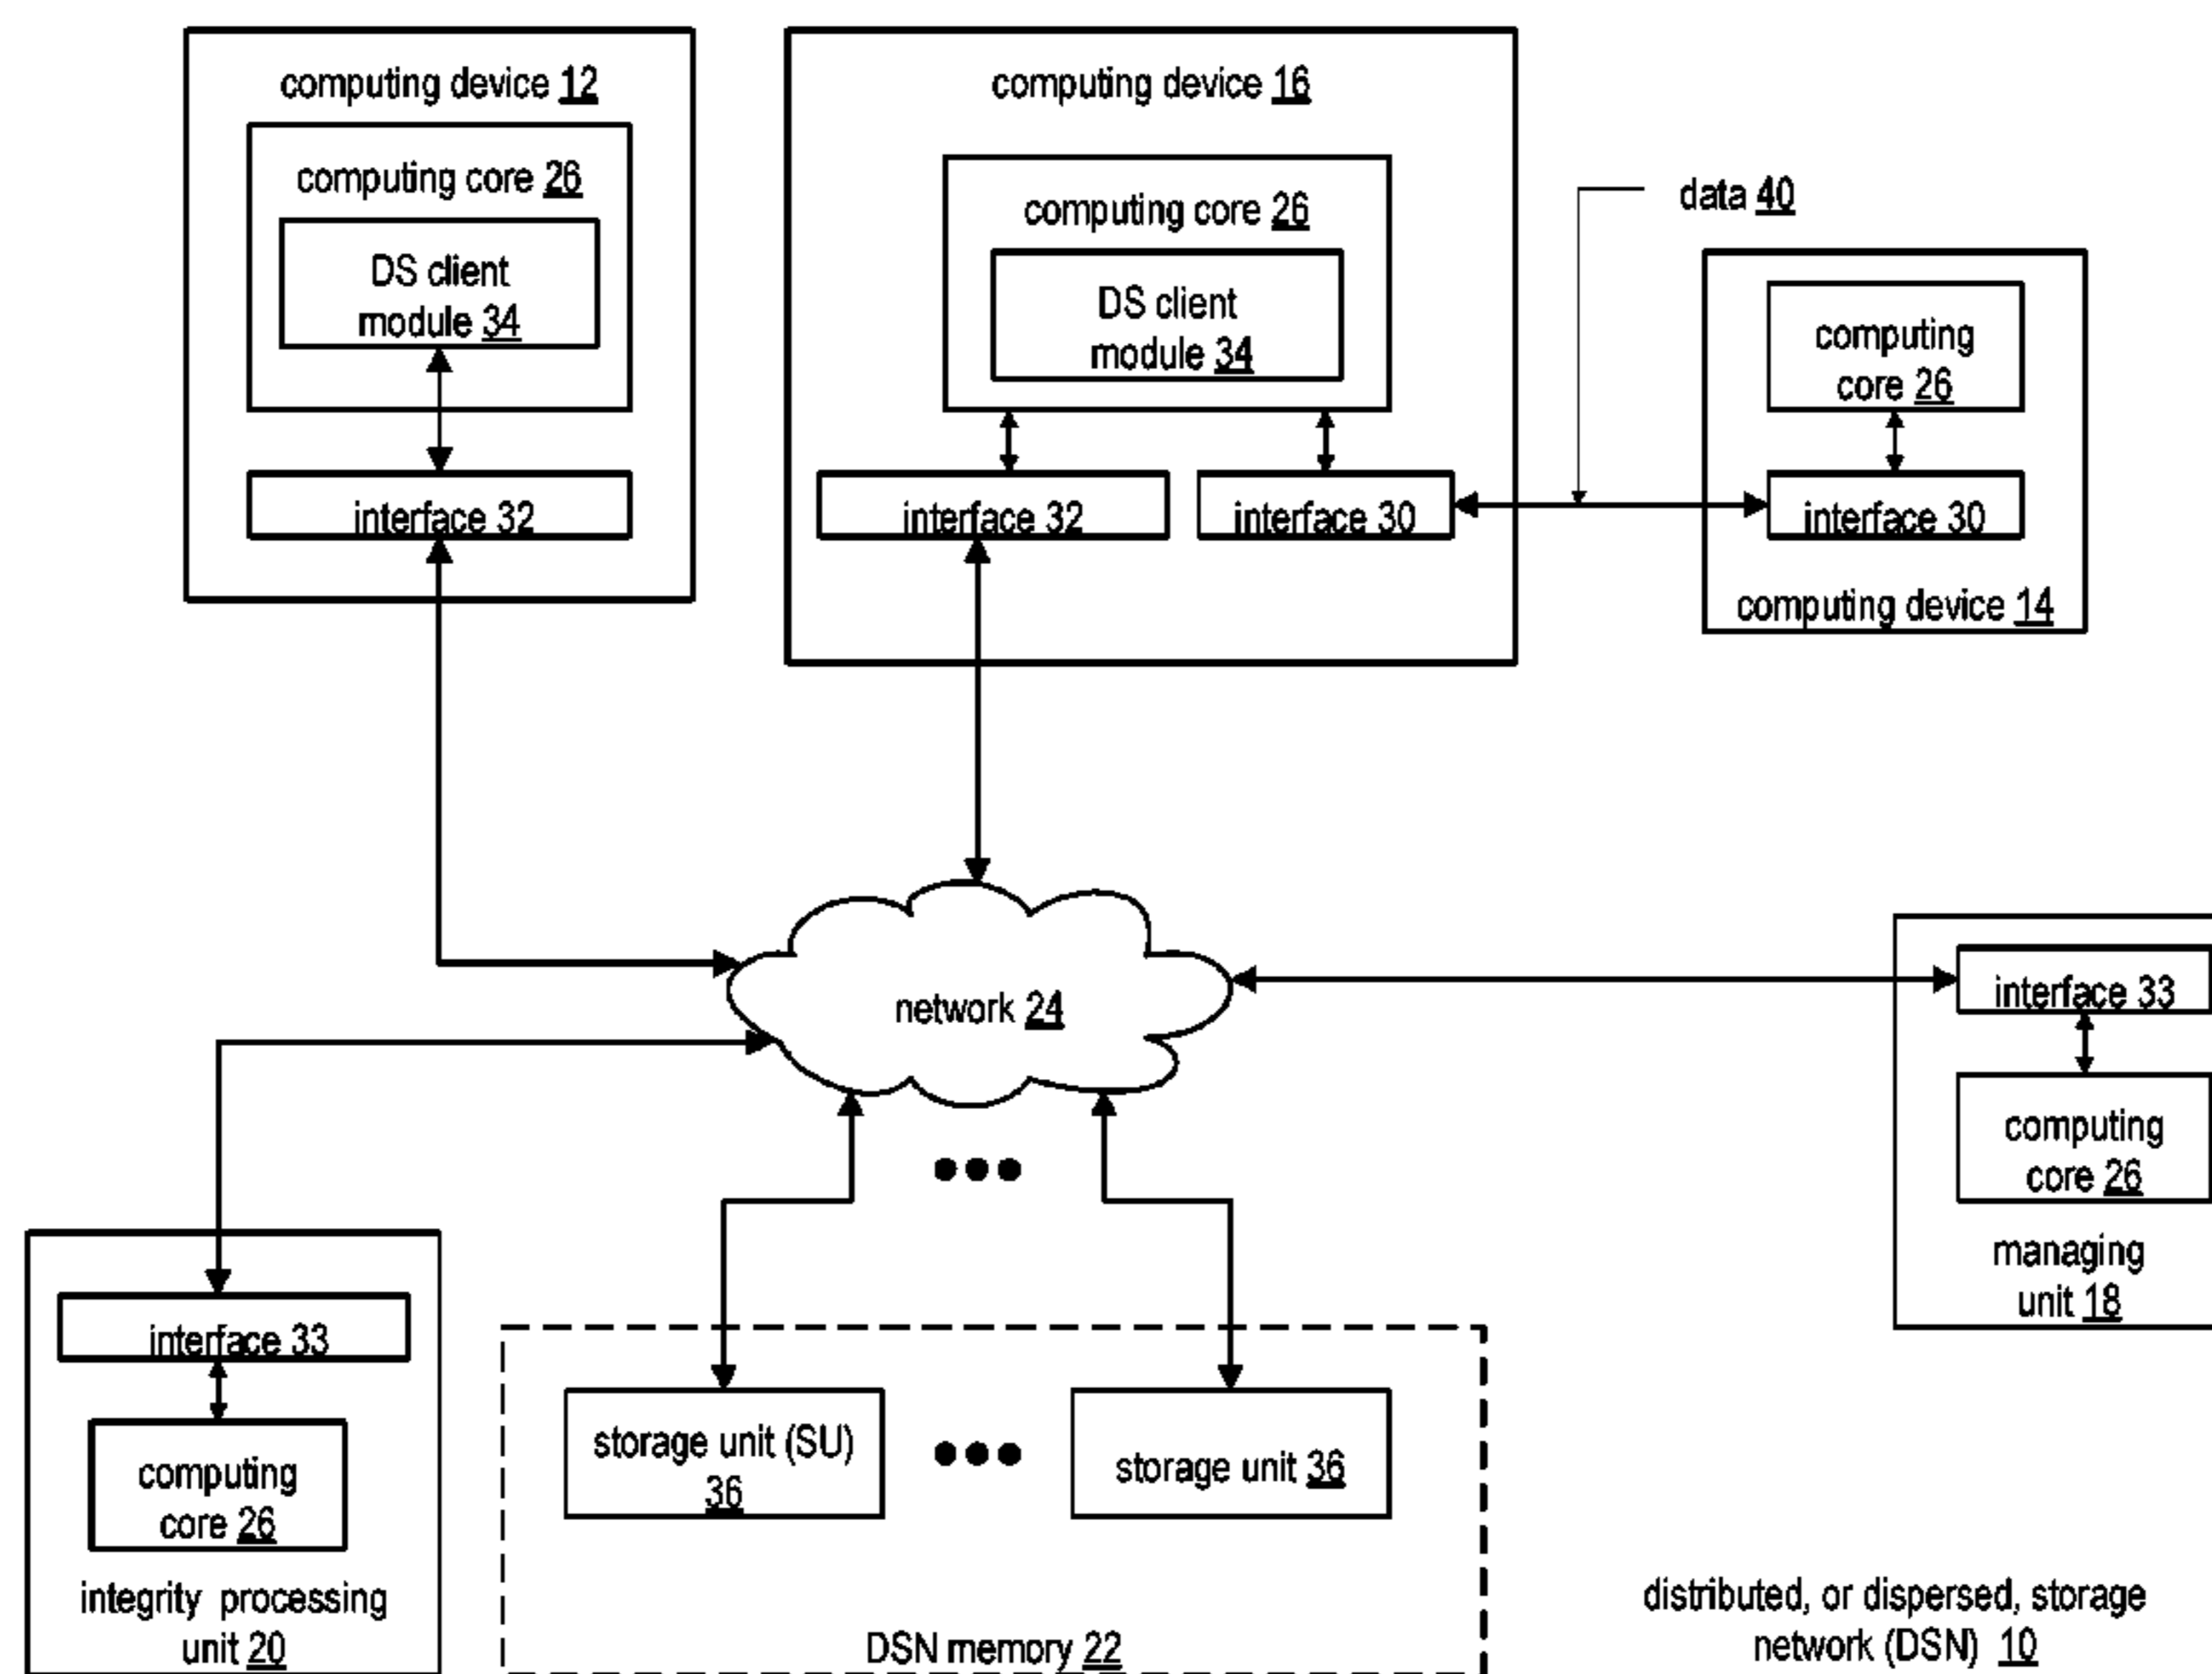 computing device 12
computing core 26
DS client
module 34
interface 32
computing device 16
computing core 26
DS client
module 34
interface 32
interface 30
data 40
computing
core 26
interface 30
computing device 14
network 24
interface 33
computing
core 26
managing
unit 18
interface 33
computing
core 26
integrity processing
unit 20
storage unit (SU)
36
storage unit 36
DSN memory 22
distributed, or dispersed, storage
network (DSN) 10